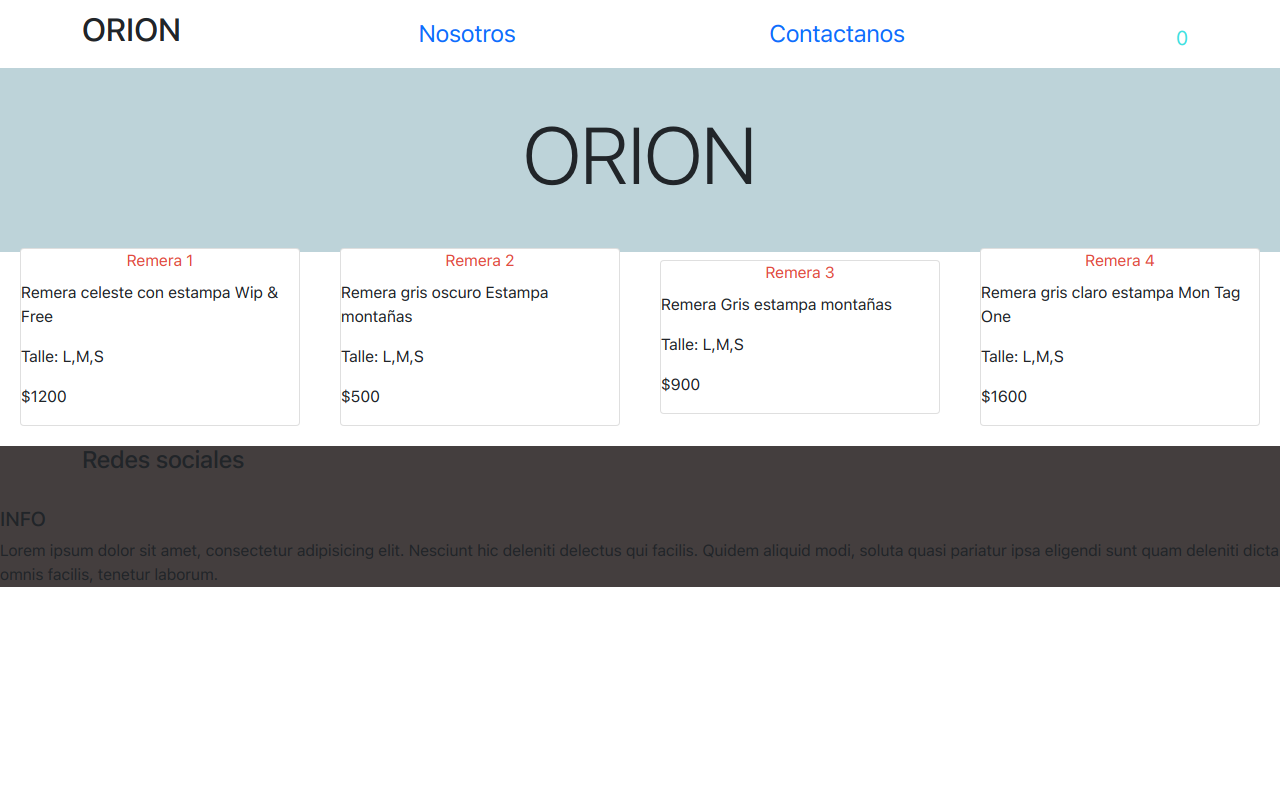 ORION
Nosotros
Contactanos
0
ORION
Remera 1
Remera celeste con estampa Wip &
Free
Talle: L,M,S
$1200
Remera 2
Remera gris oscuro Estampa
montañas
Talle: L,M,S
$500
Remera 3
Remera Gris estampa montañas
Talle: L,M,S
$900
Remera 4
Remera gris claro estampa Mon Tag
One
Talle: L,M,S
$1600
Redes sociales
INFO
Lorem ipsum dolor sit amet, consectetur adipisicing elit. Nesciunt hic deleniti delectus qui facilis. Quidem aliquid modi, soluta quasi pariatur ipsa eligendi sunt quam deleniti dicta
omnis facilis, tenetur laborum.